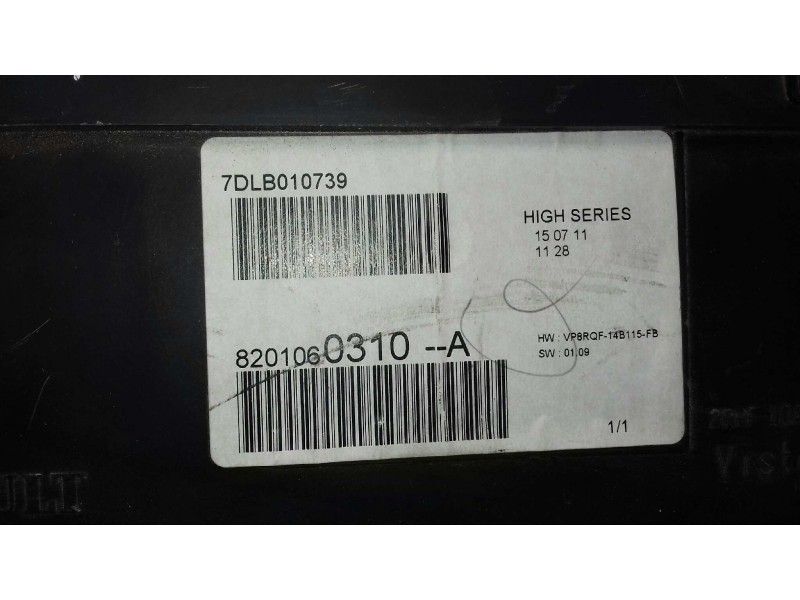 7DLB010739
HIGH SERIES
15 07 11
11 28
8201060310 --A
HW : VP8RQF-14B115-FB
SW : 01.09
1/1